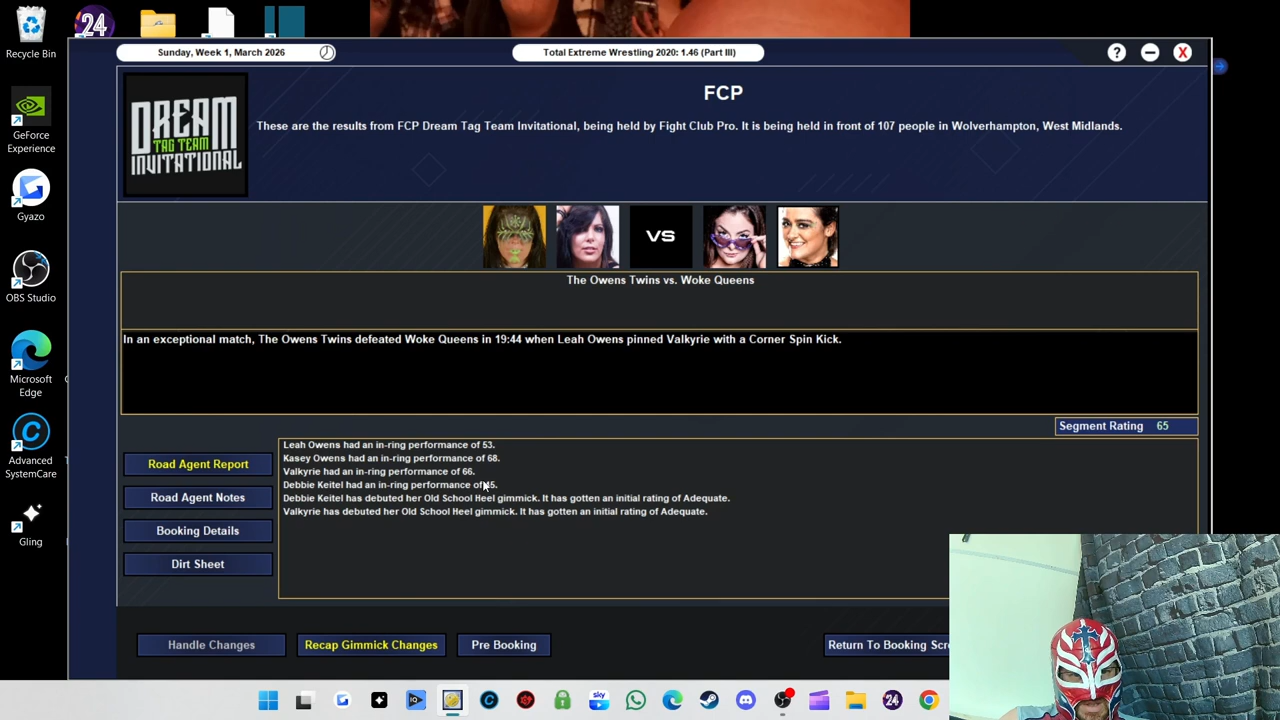 Recycle Bin
24
GeForce
Experience
Gyazo
OBS Studio
Microsoft
Edge
Advanced
SystemCare
Gling
Sunday, Week 1, March 2026
Total Extreme Wrestling 2020: 1.46 (Part III)
?
X
DREAM
TAG TEAM
INVITATIONAL
FCP
These are the results from FCP Dream Tag Team Invitational, being held by Fight Club Pro. It is being held in front of 107 people in Wolverhampton, West Midlands.
VS
The Owens Twins vs. Woke Queens
In an exceptional match, The Owens Twins defeated Woke Queens in 19:44 when Leah Owens pinned Valkyrie with a Corner Spin Kick.
Segment Rating 65
Road Agent Report
Road Agent Notes
Booking Details
Dirt Sheet
Leah Owens had an in-ring performance of 53.
Kasey Owens had an in-ring performance of 68.
Valkyrie had an in-ring performance of 66.
Debbie Keitel had an in-ring performance of
Debbie Keitel has debuted her Old School Heel gimmick. It has gotten an initial rating of Adequate.
Valkyrie has debuted her Old School Heel gimmick. It has gotten an initial rating of Adequate.
Handle Changes
Recap Gimmick Changes
Pre Booking
Return To Booking Scr
sky
24